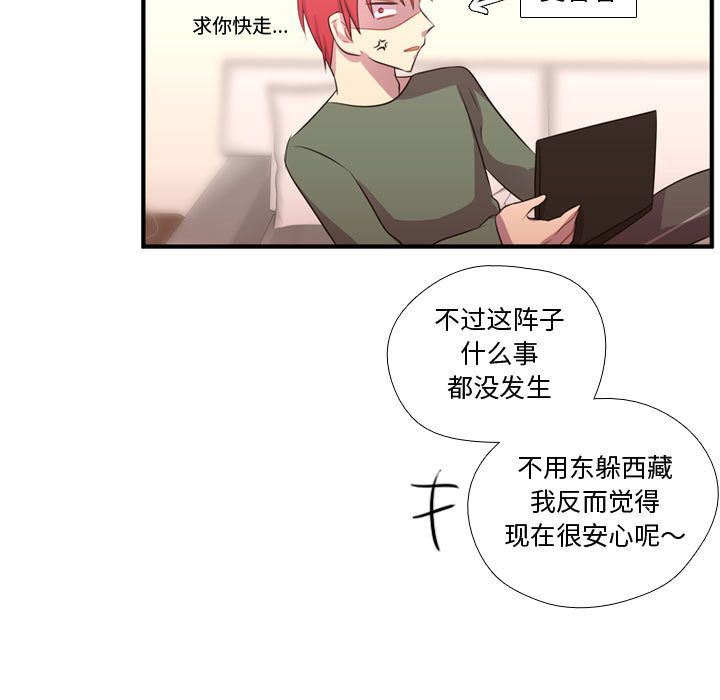 求你快走...
不过这阵子
什么事
都没发生
不用东躲西藏
我反而觉得
现在很安心呢～